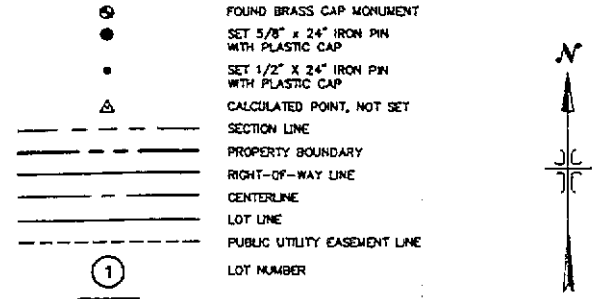 FOUND BRASS CAP MONUMENT
SET 5/8" x 24" IRON PIN
WITH PLASTIC CAP
SET 1/2" X 24" IRON PIN
WITH PLASTIC CAP
CALCULATED POINT, NOT SET
SECTION LINE
PROPERTY BOUNDARY
RIGHT-OF-WAY LINE
CENTERLINE
LOT LINE
PUBLIC UTILITY EASEMENT LINE
1 LOT NUMBER
N